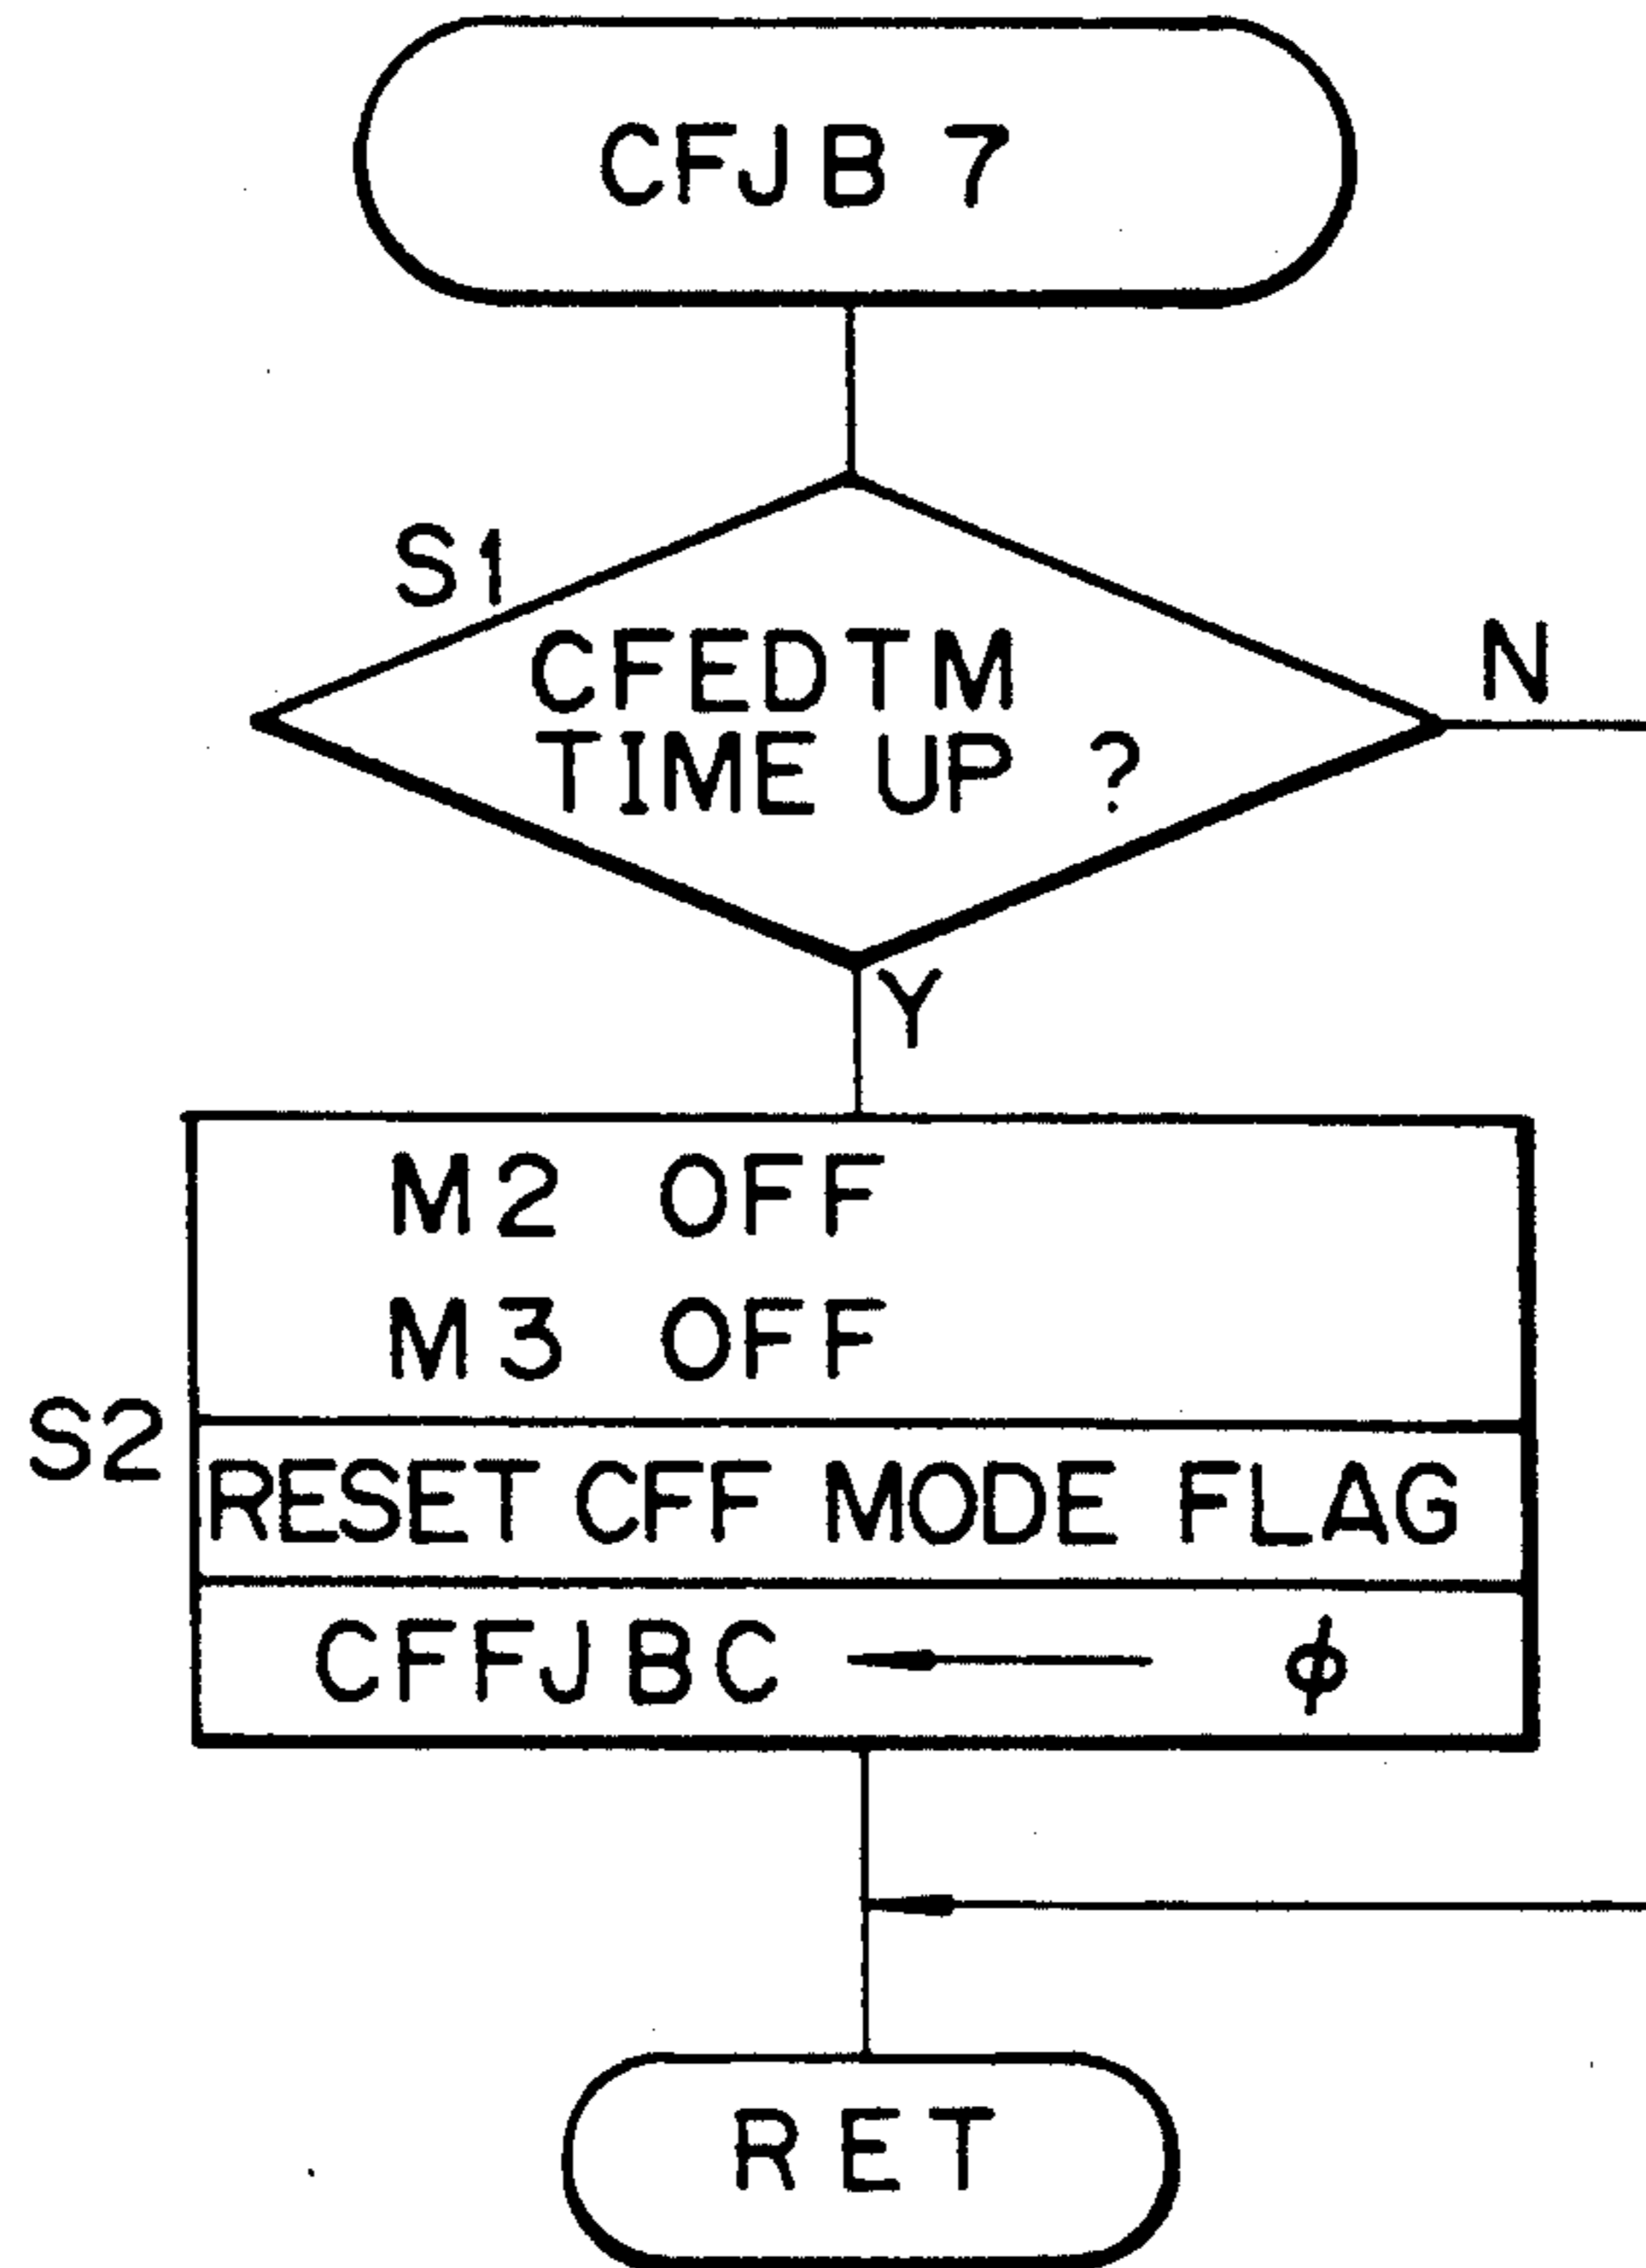 CFJB 7
S1
CFEDTM
TIME UP ?
N
Y
M2 OFF
M3 OFF
S2
RESET CFF MODE FLAG
CFFJBC ← ϕ
RET